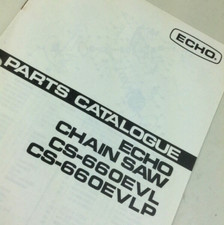 ECHO.
PARTS CATALOGUE
ECHO
CHAIN SAW
CS-660EVL
CS-660EVLP